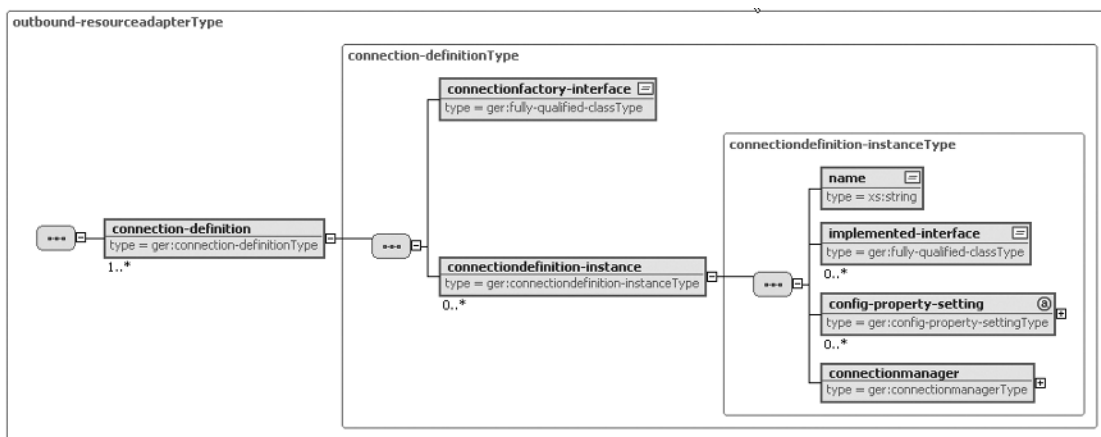 outbound-resourceadapterType
connection-definitionType
connectionfactory-interface
type = ger:fully-qualified-classType
connectiondefinition-instanceType
name
type = xs:string
connection-definition
type = ger:connection-definitionType
1..*
implemented-interface
type = ger:fully-qualified-classType
0..*
connectiondefinition-instance
type = ger:connectiondefinition-instanceType
0..*
config-property-setting
a
type = ger:config-property-settingType
0..*
connectionmanager
type = ger:connectionmanagerType